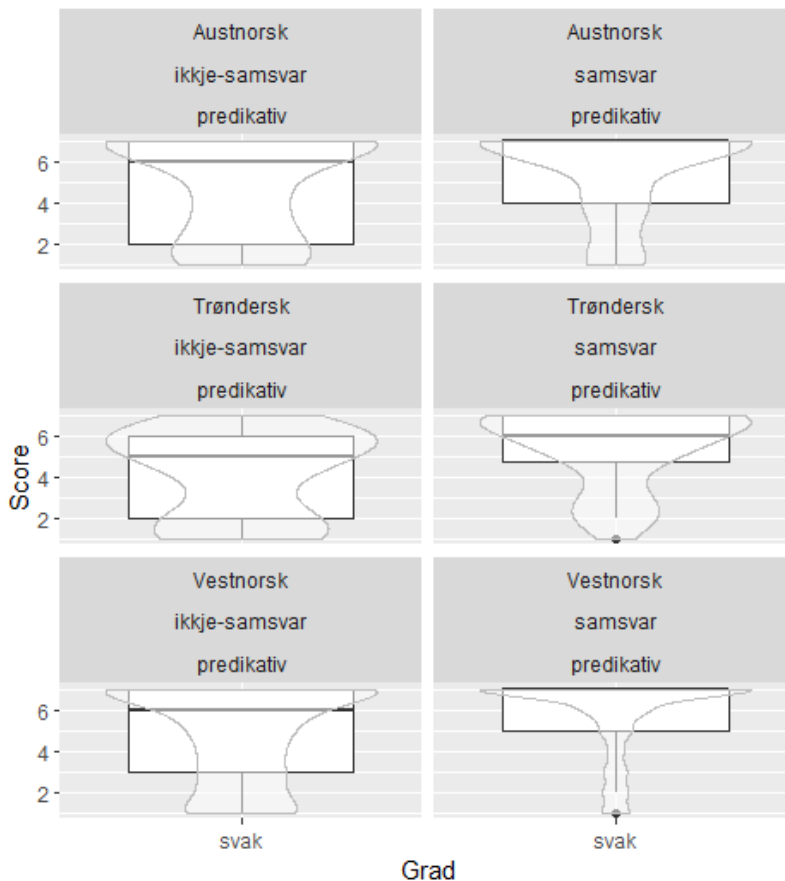 Austnorsk
ikkje-samsvar
predikativ
Austnorsk
samsvar
predikativ
6
4
2
Trøndersk
ikkje-samsvar
predikativ
Trøndersk
samsvar
predikativ
6
4
2
Score
Vestnorsk
ikkje-samsvar
predikativ
Vestnorsk
samsvar
predikativ
6
4
2
svak
svak
Grad